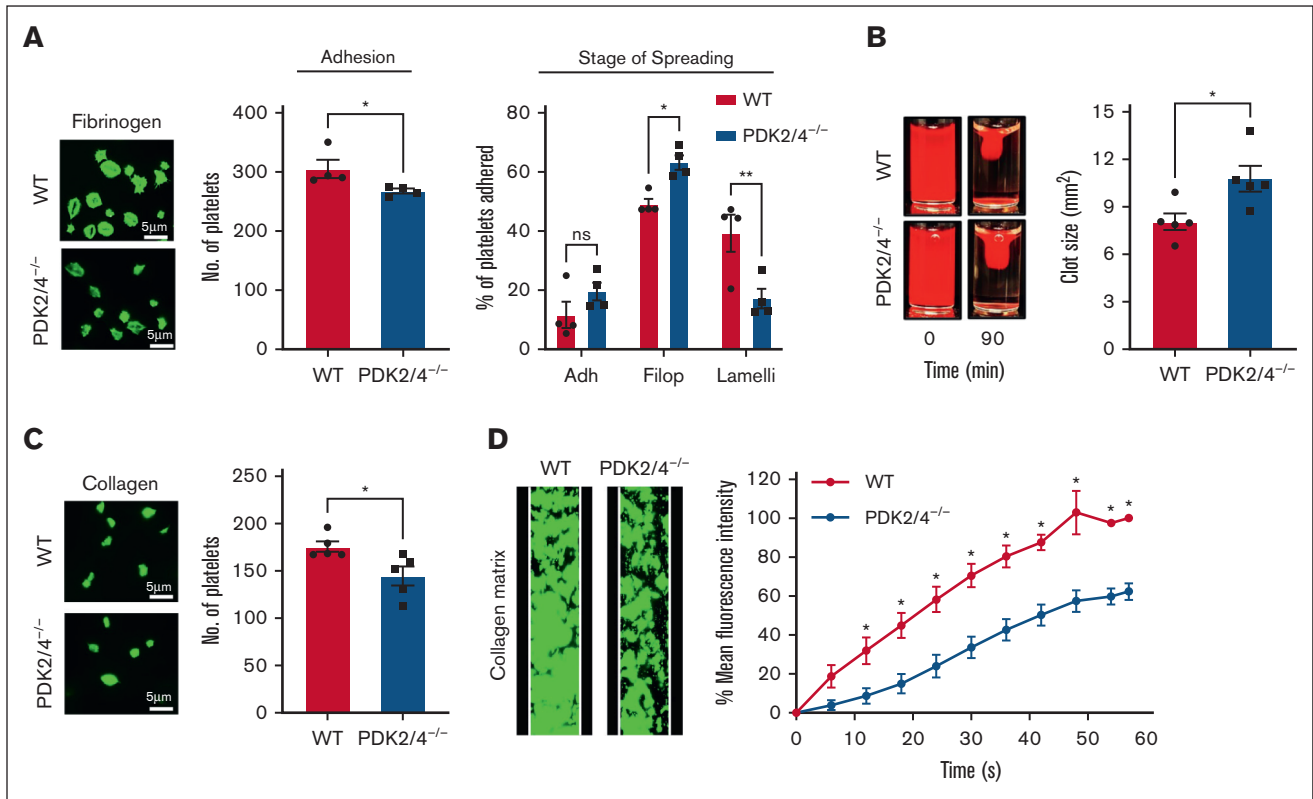 A
Adhesion
Stage of Spreading
Fibrinogen
WT
5µm
PDK2/4⁻/⁻
5µm
No. of platelets
400
300
200
100
0
WT
PDK2/4⁻/⁻
*
% of platelets adhered
80
60
40
20
0
Adh
Filop
Lamelli
ns
*
**
WT
PDK2/4⁻/⁻
B
WT
PDK2/4⁻/⁻
0
90
Time (min)
Clot size (mm²)
15
12
9
6
3
0
WT
PDK2/4⁻/⁻
*
C
Collagen
WT
5µm
PDK2/4⁻/⁻
5µm
No. of platelets
250
200
150
100
50
0
WT
PDK2/4⁻/⁻
*
D
WT
PDK2/4⁻/⁻
Collagen matrix
% Mean fluorescence intensity
120
100
80
60
40
20
0
WT
PDK2/4⁻/⁻
*
*
*
*
*
*
*
*
*
0
10
20
30
40
50
60
Time (s)